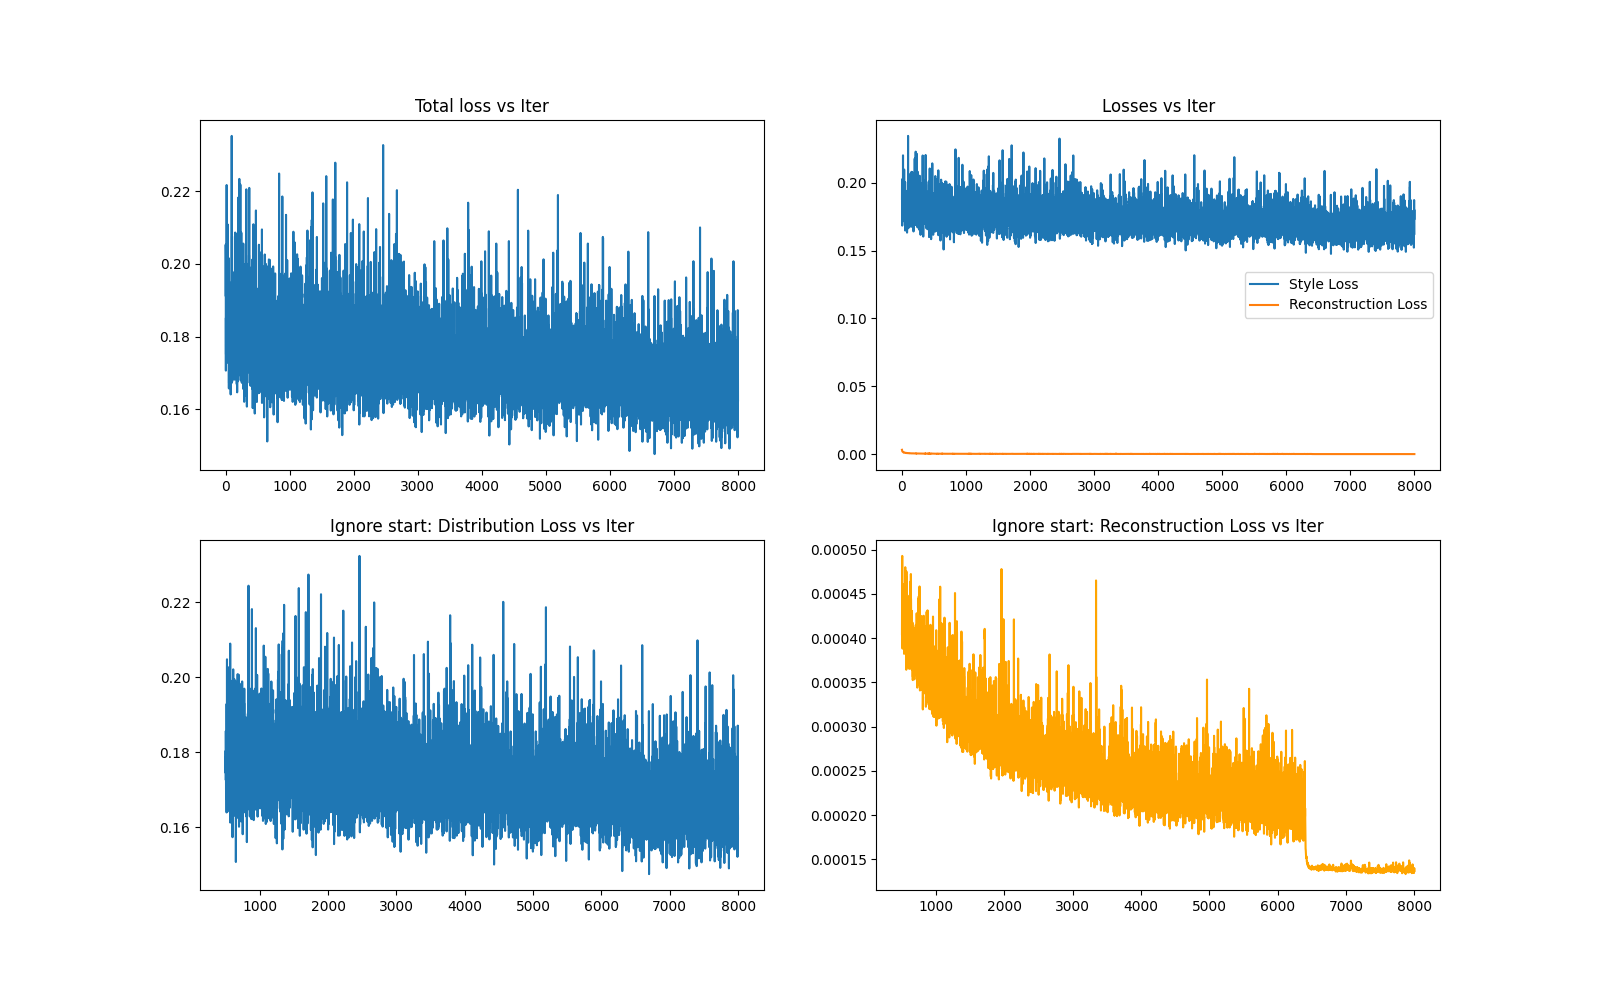 Total loss vs Iter
0.22
0.20
0.18
0.16
0 1000 2000 3000 4000 5000 6000 7000 8000
Losses vs Iter
0.20
0.15
0.10
0.05
0.00
Style Loss
Reconstruction Loss
0 1000 2000 3000 4000 5000 6000 7000 8000
Ignore start: Distribution Loss vs Iter
0.22
0.20
0.18
0.16
1000 2000 3000 4000 5000 6000 7000 8000
Ignore start: Reconstruction Loss vs Iter
0.00050
0.00045
0.00040
0.00035
0.00030
0.00025
0.00020
0.00015
1000 2000 3000 4000 5000 6000 7000 8000